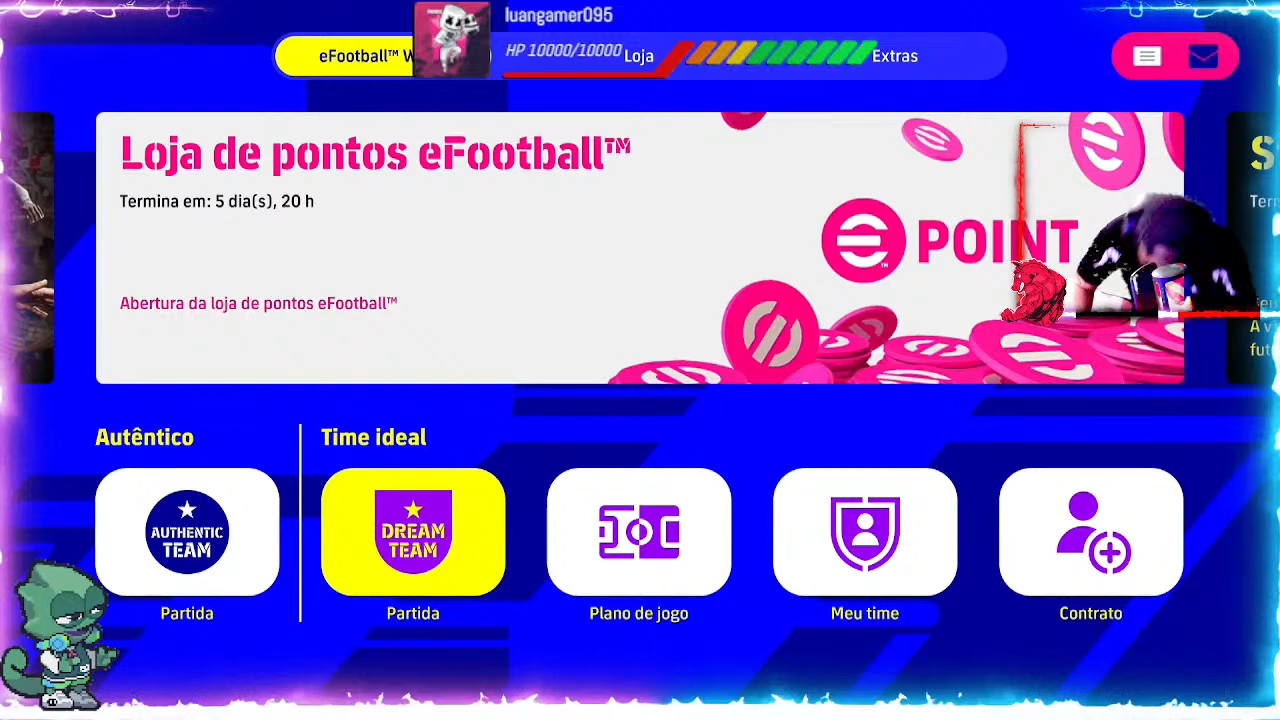 luangamer095
HP 10000/10000
eFootball™ W
Loja
Extras
Loja de pontos eFootball™
Termina em: 5 dia(s), 20 h
POINT
Abertura da loja de pontos eFootball™
S
Ter
A v
fut
Autêntico
Time ideal
AUTHENTIC
TEAM
DREAM
TEAM
Partida
Partida
Plano de jogo
Meu time
Contrato